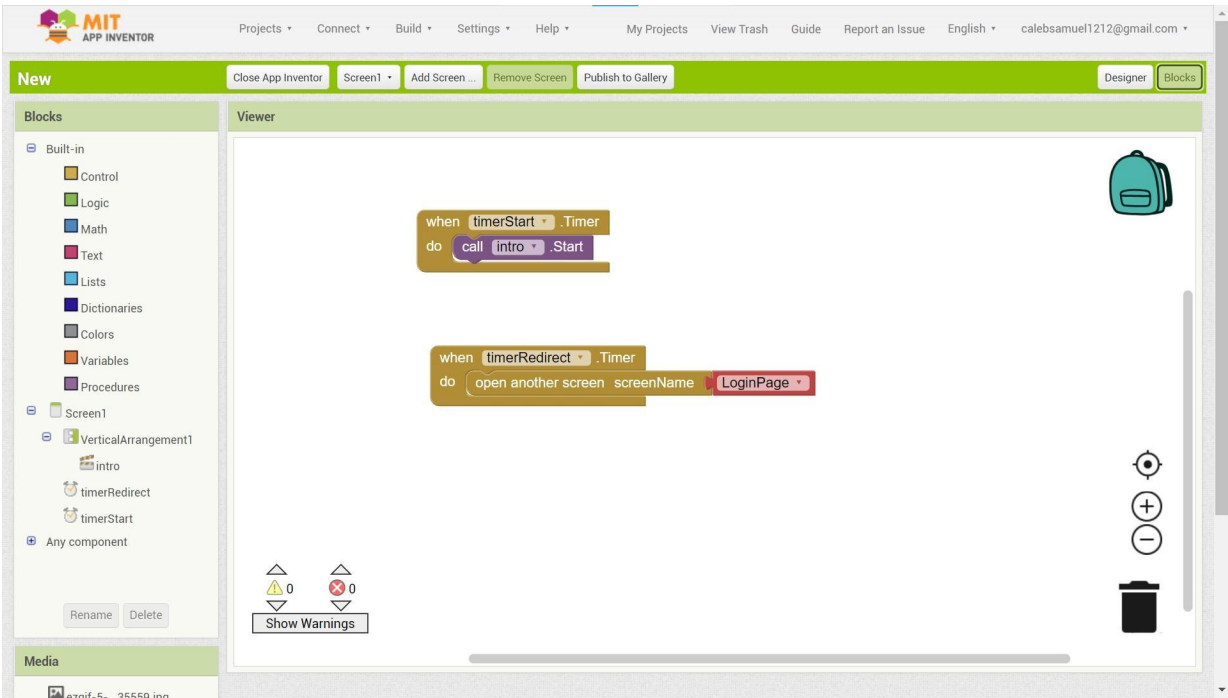 MIT
APP INVENTOR
Projects Connect Build Settings Help My Projects View Trash Guide Report an Issue English calebsamuel1212@gmail.com
New Close App Inventor Screen1 Add Screen ... Remove Screen Publish to Gallery Designer Blocks
Blocks
Built-in
Control
Logic
Math
Text
Lists
Dictionaries
Colors
Variables
Procedures
Screen1
VerticalArrangement1
intro
timerRedirect
timerStart
Any component
Rename Delete
Media
ezgif-5-...35559.jpg
Viewer
when timerStart .Timer
do call intro .Start
when timerRedirect .Timer
do open another screen screenName LoginPage
0 0
Show Warnings